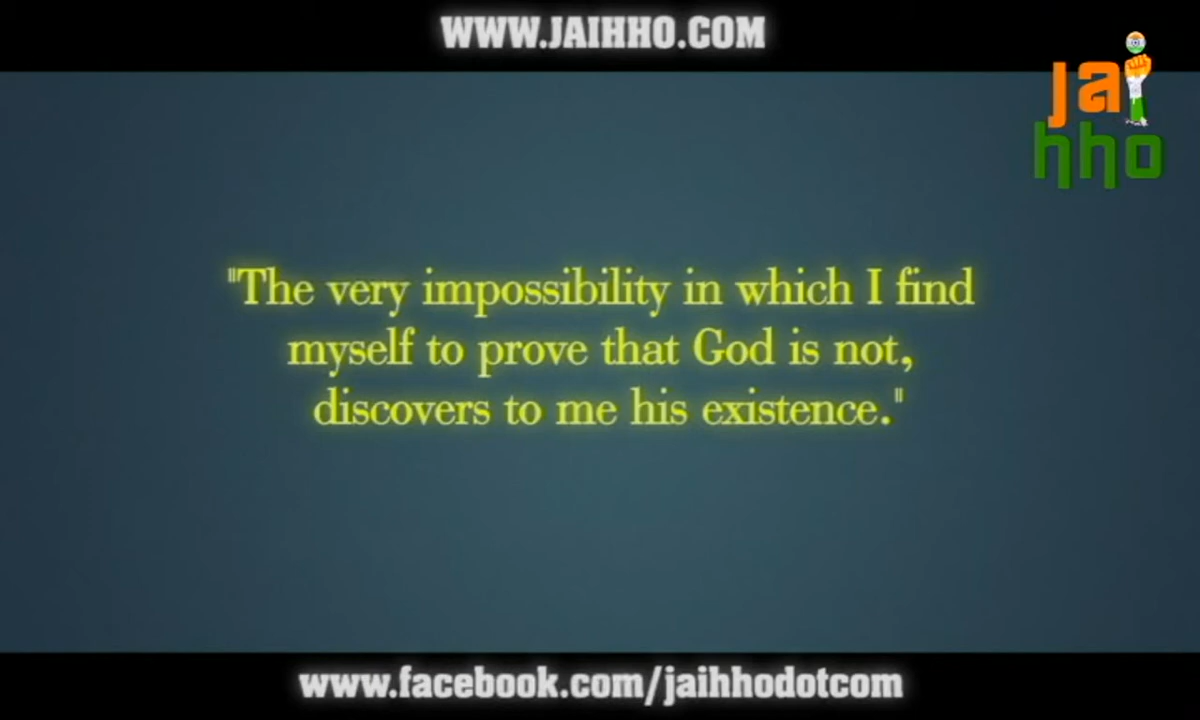 WWW.JAIHHO.COM
jai
hho
"The very impossibility in which I find
myself to prove that God is not,
discovers to me his existence."
www.facebook.com/jaihhodotcom